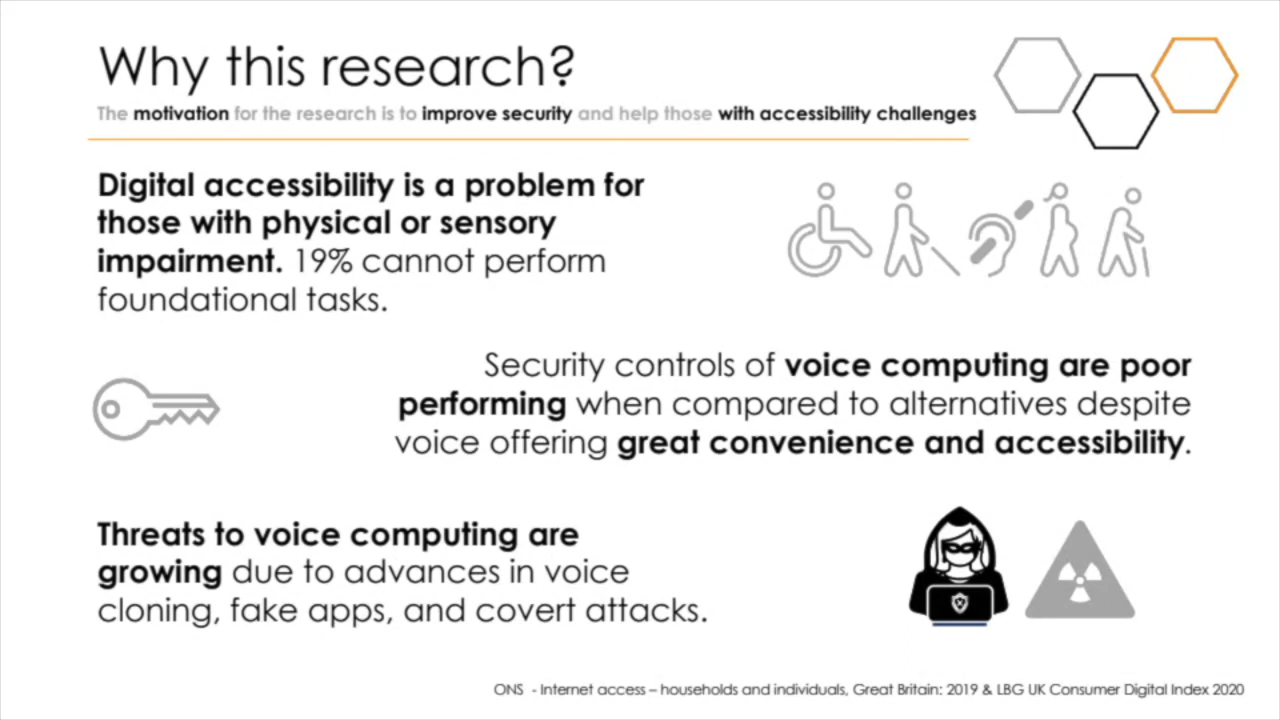 Why this research?
The motivation for the research is to improve security and help those with accessibility challenges
Digital accessibility is a problem for
those with physical or sensory
impairment. 19% cannot perform
foundational tasks.
Security controls of voice computing are poor
performing when compared to alternatives despite
voice offering great convenience and accessibility.
Threats to voice computing are
growing due to advances in voice
cloning, fake apps, and covert attacks.
ONS - Internet access – households and individuals, Great Britain: 2019 & LBG UK Consumer Digital Index 2020